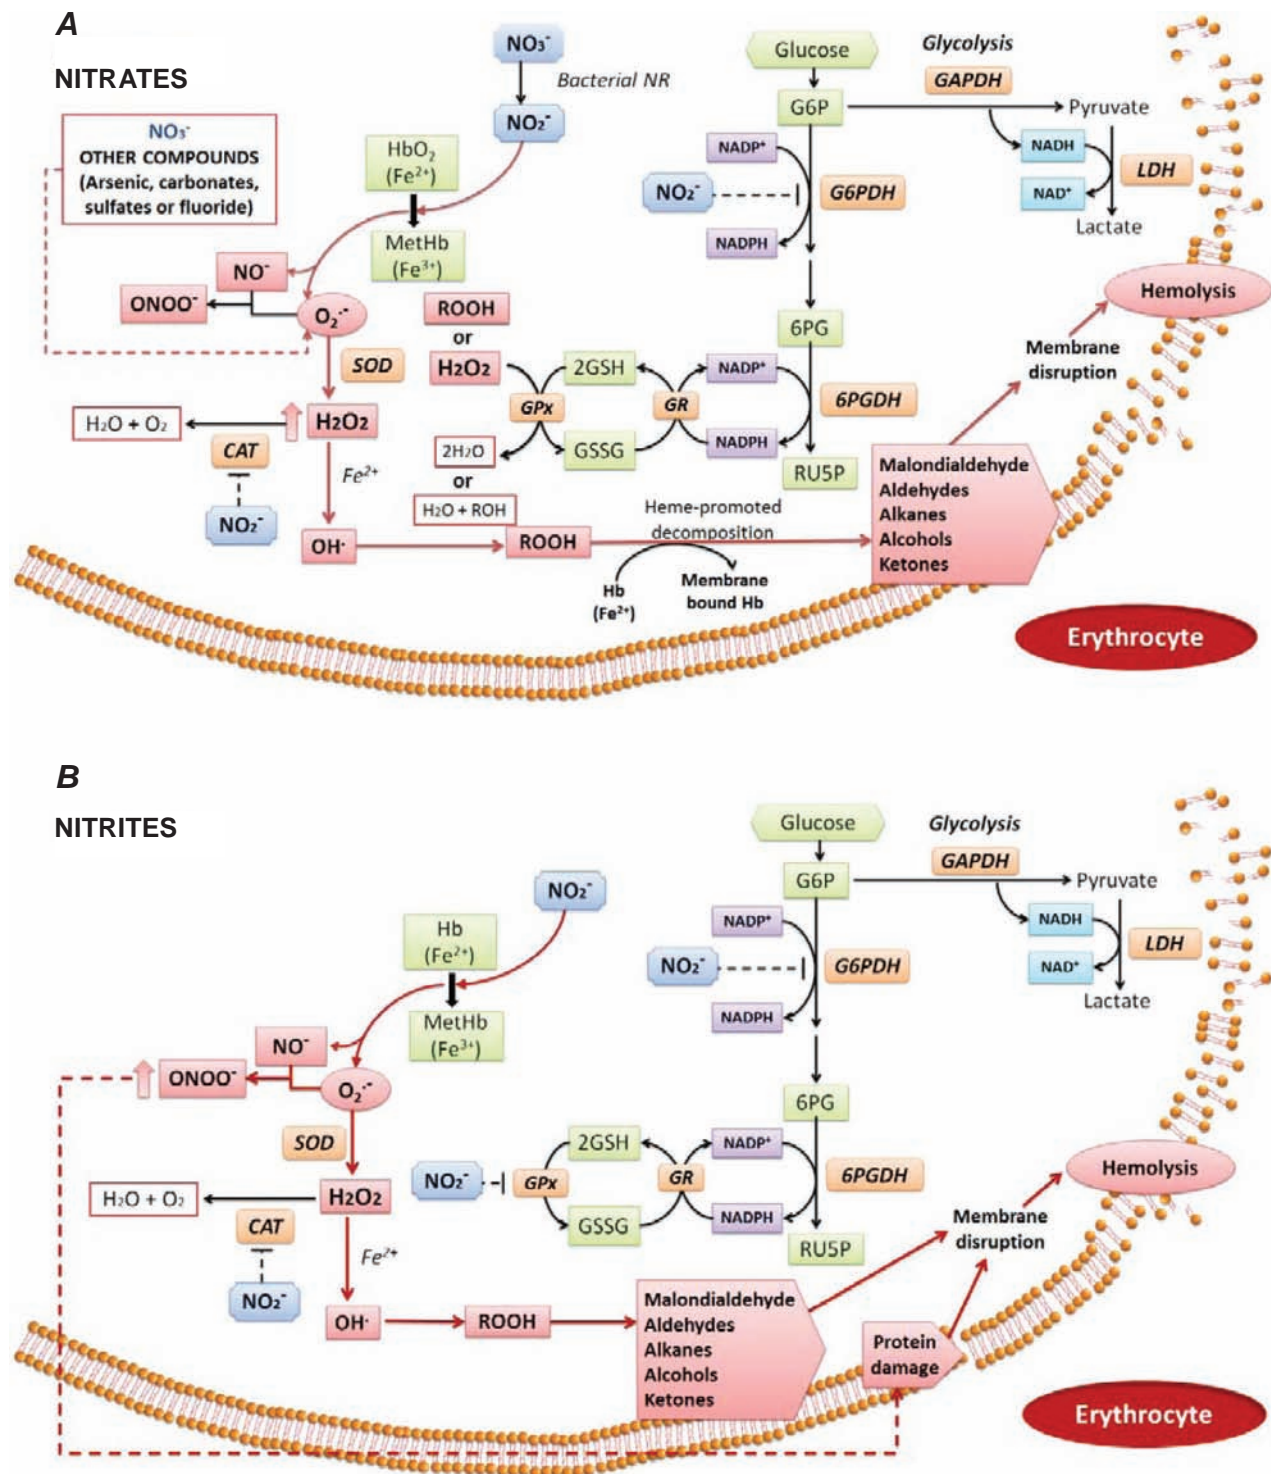 A
NITRATES
NO₃⁻
OTHER COMPOUNDS
(Arsenic, carbonates,
sulfates or fluoride)
NO₃⁻
Bacterial NR
NO₂⁻
HbO₂
(Fe²⁺)
MetHb
(Fe³⁺)
NO⁻
ONOO⁻
O₂·⁻
SOD
H₂O + O₂
H₂O₂
CAT
NO₂⁻
Fe²⁺
OH·
ROOH
or
H₂O₂
GPx
2H₂O
or
H₂O + ROH
2GSH
GSSG
GR
NADP⁺
NADPH
ROOH
Heme-promoted
decomposition
Hb
(Fe²⁺)
Membrane
bound Hb
Glucose
G6P
NADP⁺
NO₂⁻
G6PDH
NADPH
6PG
6PGDH
RU5P
Glycolysis
GAPDH
Pyruvate
NADH
LDH
NAD⁺
Lactate
Malondialdehyde
Aldehydes
Alkanes
Alcohols
Ketones
Membrane
disruption
Hemolysis
Erythrocyte
B
NITRITES
NO₂⁻
Hb
(Fe²⁺)
MetHb
(Fe³⁺)
NO⁻
ONOO⁻
O₂·⁻
SOD
H₂O + O₂
H₂O₂
CAT
NO₂⁻
Fe²⁺
OH·
ROOH
NO₂⁻
GPx
2GSH
GSSG
GR
NADP⁺
NADPH
Glucose
G6P
NADP⁺
NO₂⁻
G6PDH
NADPH
6PG
6PGDH
RU5P
Glycolysis
GAPDH
Pyruvate
NADH
LDH
NAD⁺
Lactate
Malondialdehyde
Aldehydes
Alkanes
Alcohols
Ketones
Protein
damage
Membrane
disruption
Hemolysis
Erythrocyte